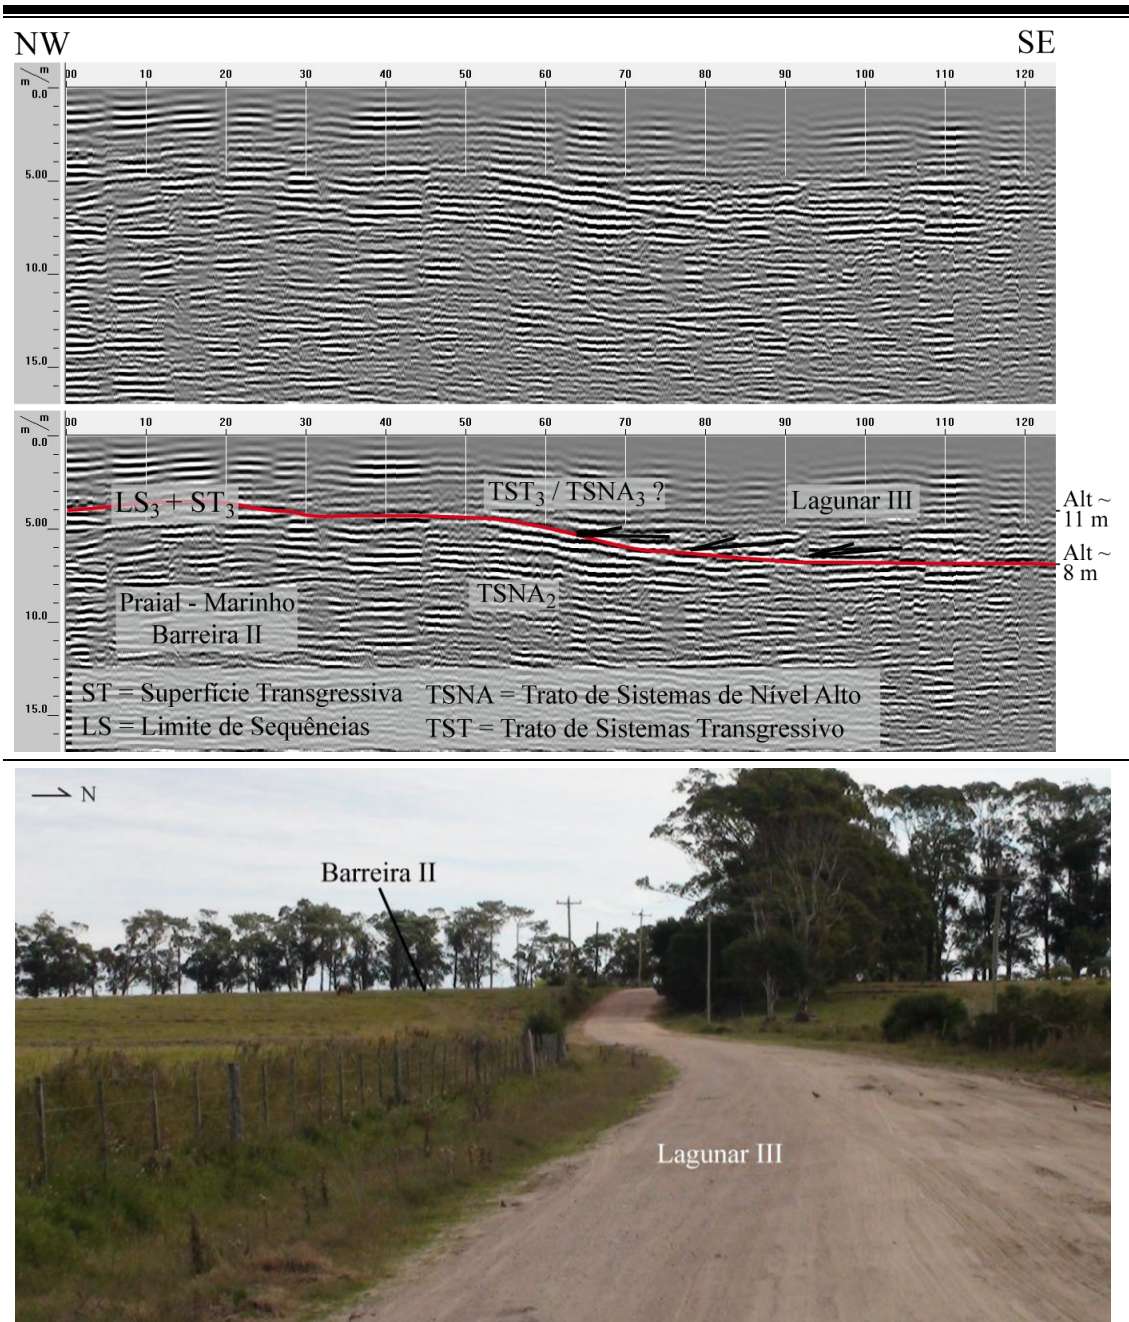 NW
SE
m
m
00 10 20 30 40 50 60 70 80 90 100 110 120
0.0
5.00
10.0
15.0
m
m
00 10 20 30 40 50 60 70 80 90 100 110 120
0.0
LS3 + ST3
TST3 / TSNA3 ?
Lagunar III
Alt ~
11 m
5.00
Alt ~
8 m
TSNA2
Praial - Marinho
Barreira II
10.0
ST = Superfície Transgressiva
TSNA = Trato de Sistemas de Nível Alto
LS = Limite de Sequências
TST = Trato de Sistemas Transgressivo
15.0
N
Barreira II
Lagunar III